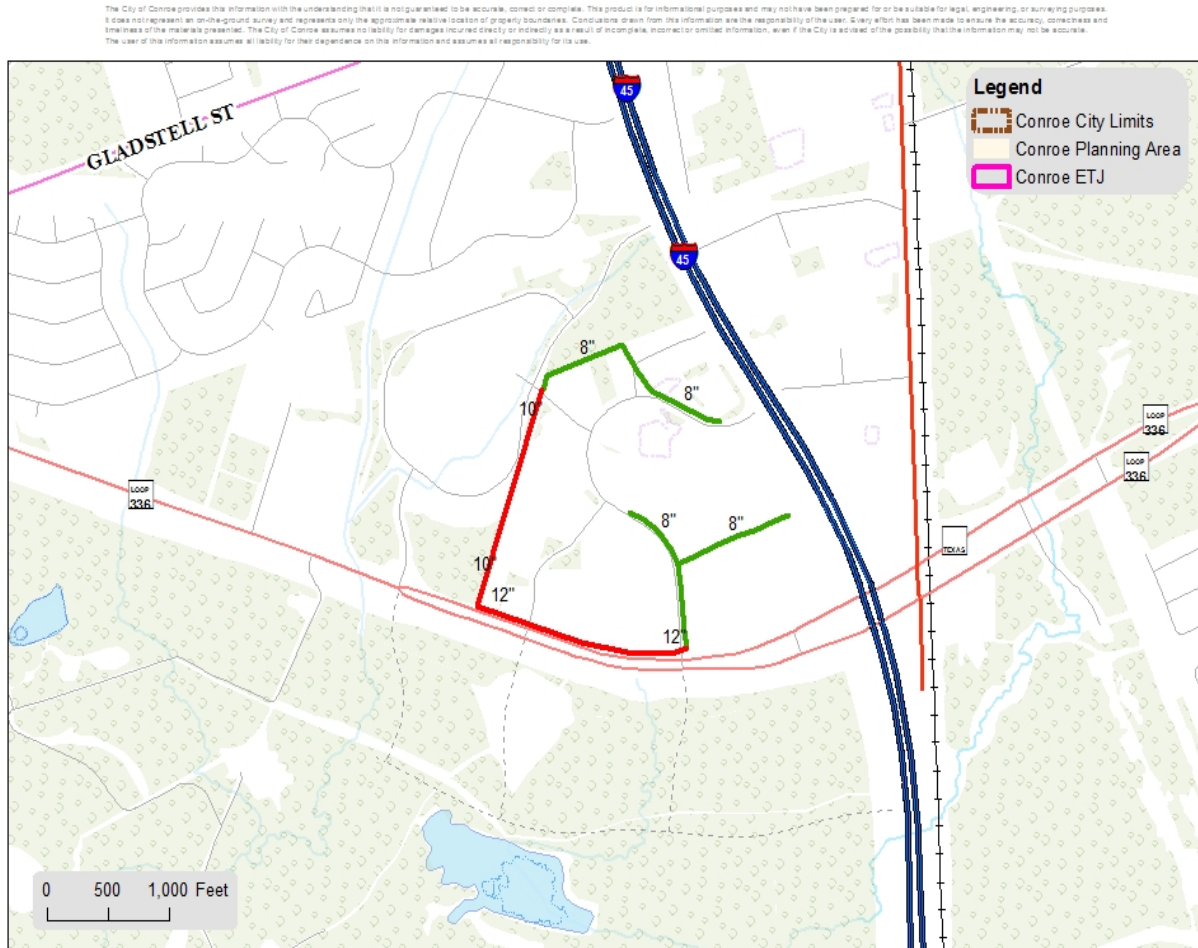 The City of Conroe provides this information with the understanding that it is not guaranteed to be accurate, correct or complete. This product is for informational purposes and may not have been prepared for or be suitable for legal, engineering, or surveying purposes.
It does not represent an on-the-ground survey and represents only the approximate relative location of property boundaries. Conclusions drawn from this information are the responsibility of the user. Every effort has been made to ensure the accuracy, correctness and
timeliness of the materials presented. The City of Conroe assumes no liability for damages incurred directly or indirectly as a result of incomplete, incorrect or omitted information, even if the City is advised of the possibility that the information may not be accurate.
The user of this information assumes all liability for their dependence on this information and assumes all responsibility for its use.
Legend
Conroe City Limits
Conroe Planning Area
Conroe ETJ
45
GLADSTELL ST
45
8"
8"
10"
LOOP
336
LOOP
336
LOOP
336
8"
8"
TEXAS
10"
12"
12"
0 500 1,000 Feet